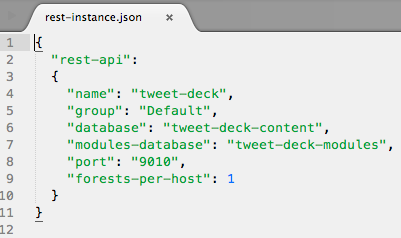 rest-instance.json ×
1 {
2 "rest-api":
3 {
4 "name": "tweet-deck",
5 "group": "Default",
6 "database": "tweet-deck-content",
7 "modules-database": "tweet-deck-modules",
8 "port": "9010",
9 "forests-per-host": 1
10 }
11 }
12